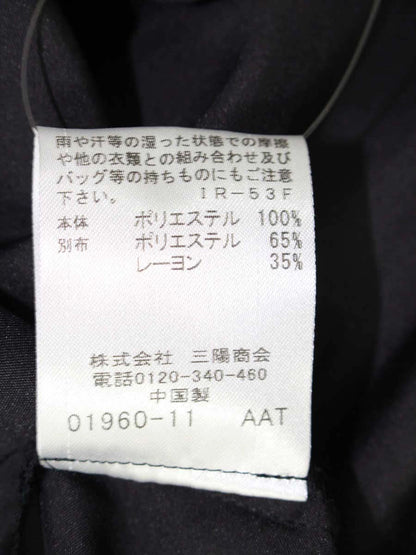 雨や汗等の湿った状態での摩擦
や他の衣類との組み合わせ及び
バッグ等の持ちものにもご注意
下さい。 IR-53F
本体 ポリエステル 100%
別布 ポリエステル 65%
レーヨン 35%
株式会社 三陽商会
電話0120-340-460
中国製
01960-11 AAT